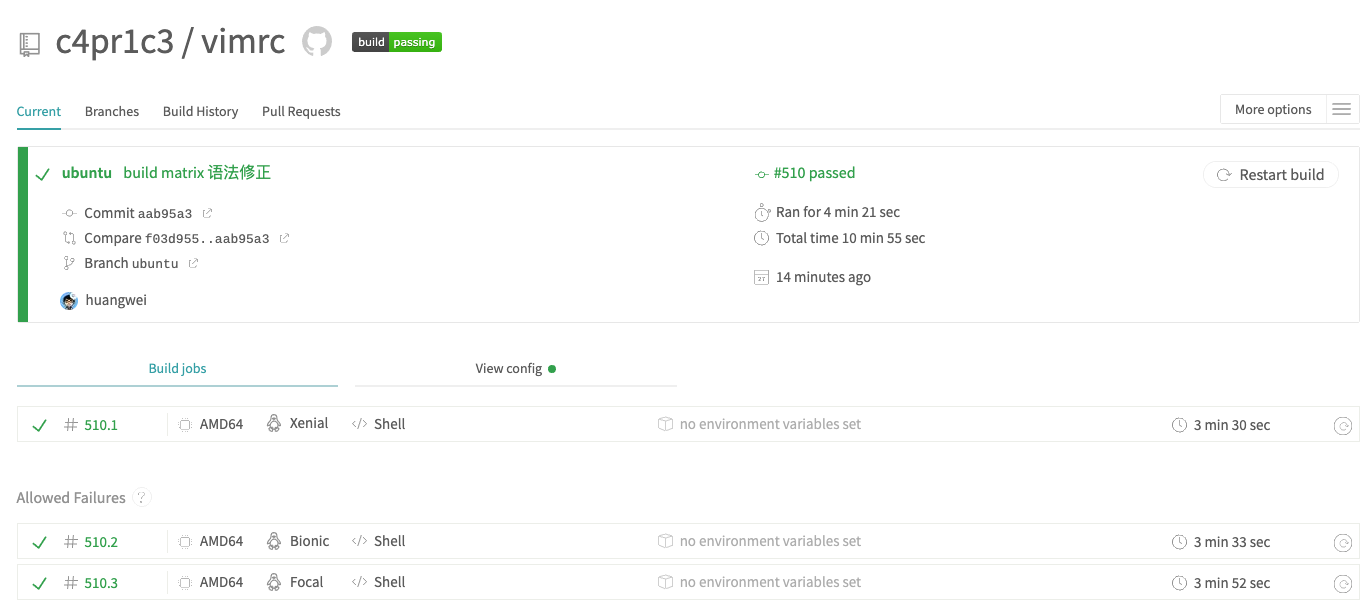 c4pr1c3 / vimrc build passing
Current Branches Build History Pull Requests More options
ubuntu build matrix 语法修正
#510 passed
Restart build
Commit aab95a3
Compare f03d955..aab95a3
Branch ubuntu
huangwei
Ran for 4 min 21 sec
Total time 10 min 55 sec
14 minutes ago
Build jobs View config
# 510.1 AMD64 Xenial </> Shell no environment variables set 3 min 30 sec
Allowed Failures ?
# 510.2 AMD64 Bionic </> Shell no environment variables set 3 min 33 sec
# 510.3 AMD64 Focal </> Shell no environment variables set 3 min 52 sec